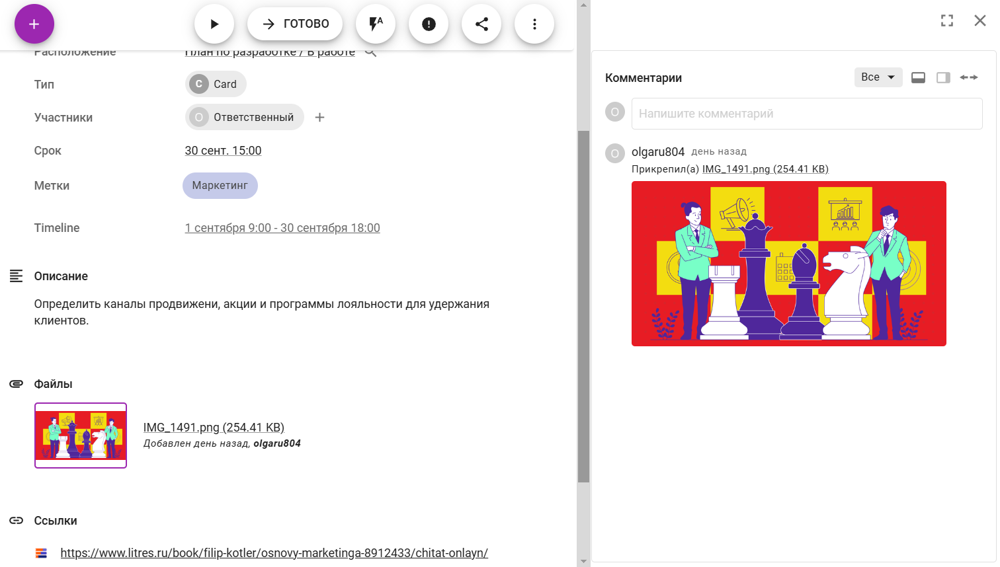 ГОТОВО
A
Расположение
План по разработке / В работе
Тип
C Card
Участники
О Ответственный
Срок
30 сент. 15:00
Метки
Маркетинг
Timeline
1 сентября 9:00 - 30 сентября 18:00
Описание
Определить каналы продвижени, акции и программы лояльности для удержания
клиентов.
Файлы
IMG_1491.png (254.41 KB)
Добавлен день назад, olgaru804
Ссылки
https://www.litres.ru/book/filip-kotler/osnovy-marketinga-8912433/chitat-onlayn/
Комментарии
Все
O
Напишите комментарий
O
olgaru804 день назад
Прикрепил(а) IMG_1491.png (254.41 KB)